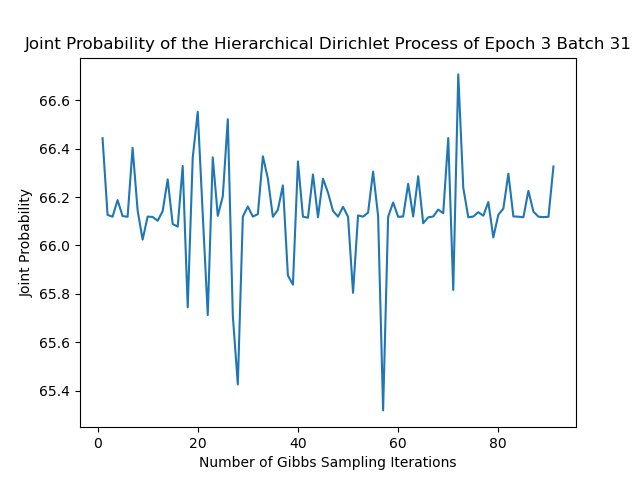 Joint Probability of the Hierarchical Dirichlet Process of Epoch 3 Batch 31
66.6
66.4
66.2
66.0
65.8
65.6
65.4
Joint Probability
0 20 40 60 80
Number of Gibbs Sampling Iterations